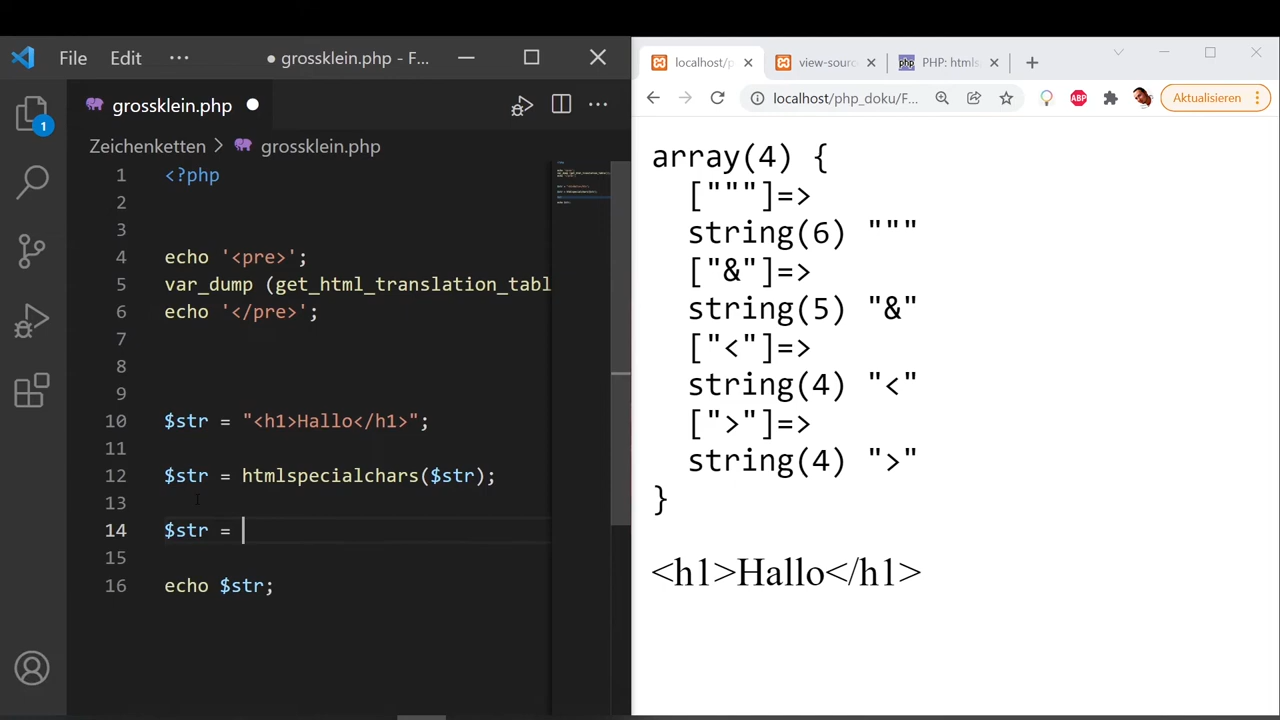 File Edit ··· ● grossklein.php - F...
grossklein.php
Zeichenketten > grossklein.php
1 <?php
2
3
4 echo '<pre>';
5 var_dump (get_html_translation_tabl
6 echo '</pre>';
7
8
9
10 $str = "<h1>Hallo</h1>";
11
12 $str = htmlspecialchars($str);
13
14 $str =
15
16 echo $str;
1
localhost/p view-sourc PHP: htmls
localhost/php_doku/F... ABP Aktualisieren
array(4) {
["""]=>
string(6) """
["&"]=>
string(5) "&"
["<"]=>
string(4) "<"
[">"]=>
string(4) ">"
}
<h1>Hallo</h1>